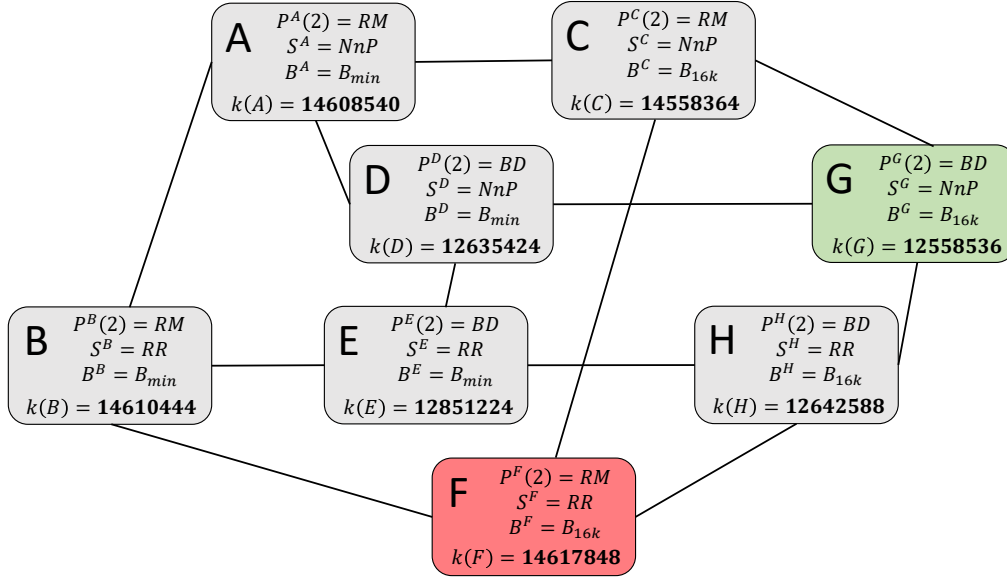 A
P^A(2) = RM
S^A = NnP
B^A = B_min
k(A) = 14608540
C
P^C(2) = RM
S^C = NnP
B^C = B_16k
k(C) = 14558364
D
P^D(2) = BD
S^D = NnP
B^D = B_min
k(D) = 12635424
G
P^G(2) = BD
S^G = NnP
B^G = B_16k
k(G) = 12558536
B
P^B(2) = RM
S^B = RR
B^B = B_min
k(B) = 14610444
E
P^E(2) = BD
S^E = RR
B^E = B_min
k(E) = 12851224
H
P^H(2) = BD
S^H = RR
B^H = B_16k
k(H) = 12642588
F
P^F(2) = RM
S^F = RR
B^F = B_16k
k(F) = 14617848